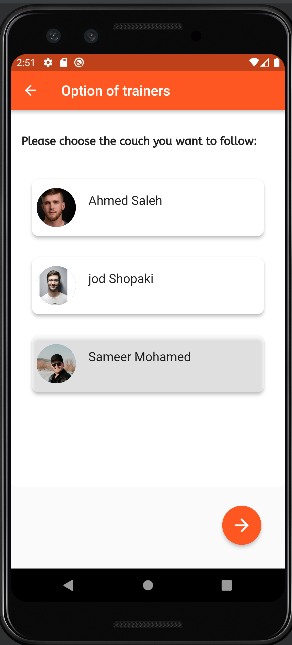 2:51
Option of trainers
Please choose the couch you want to follow:
Ahmed Saleh
jod Shopaki
Sameer Mohamed